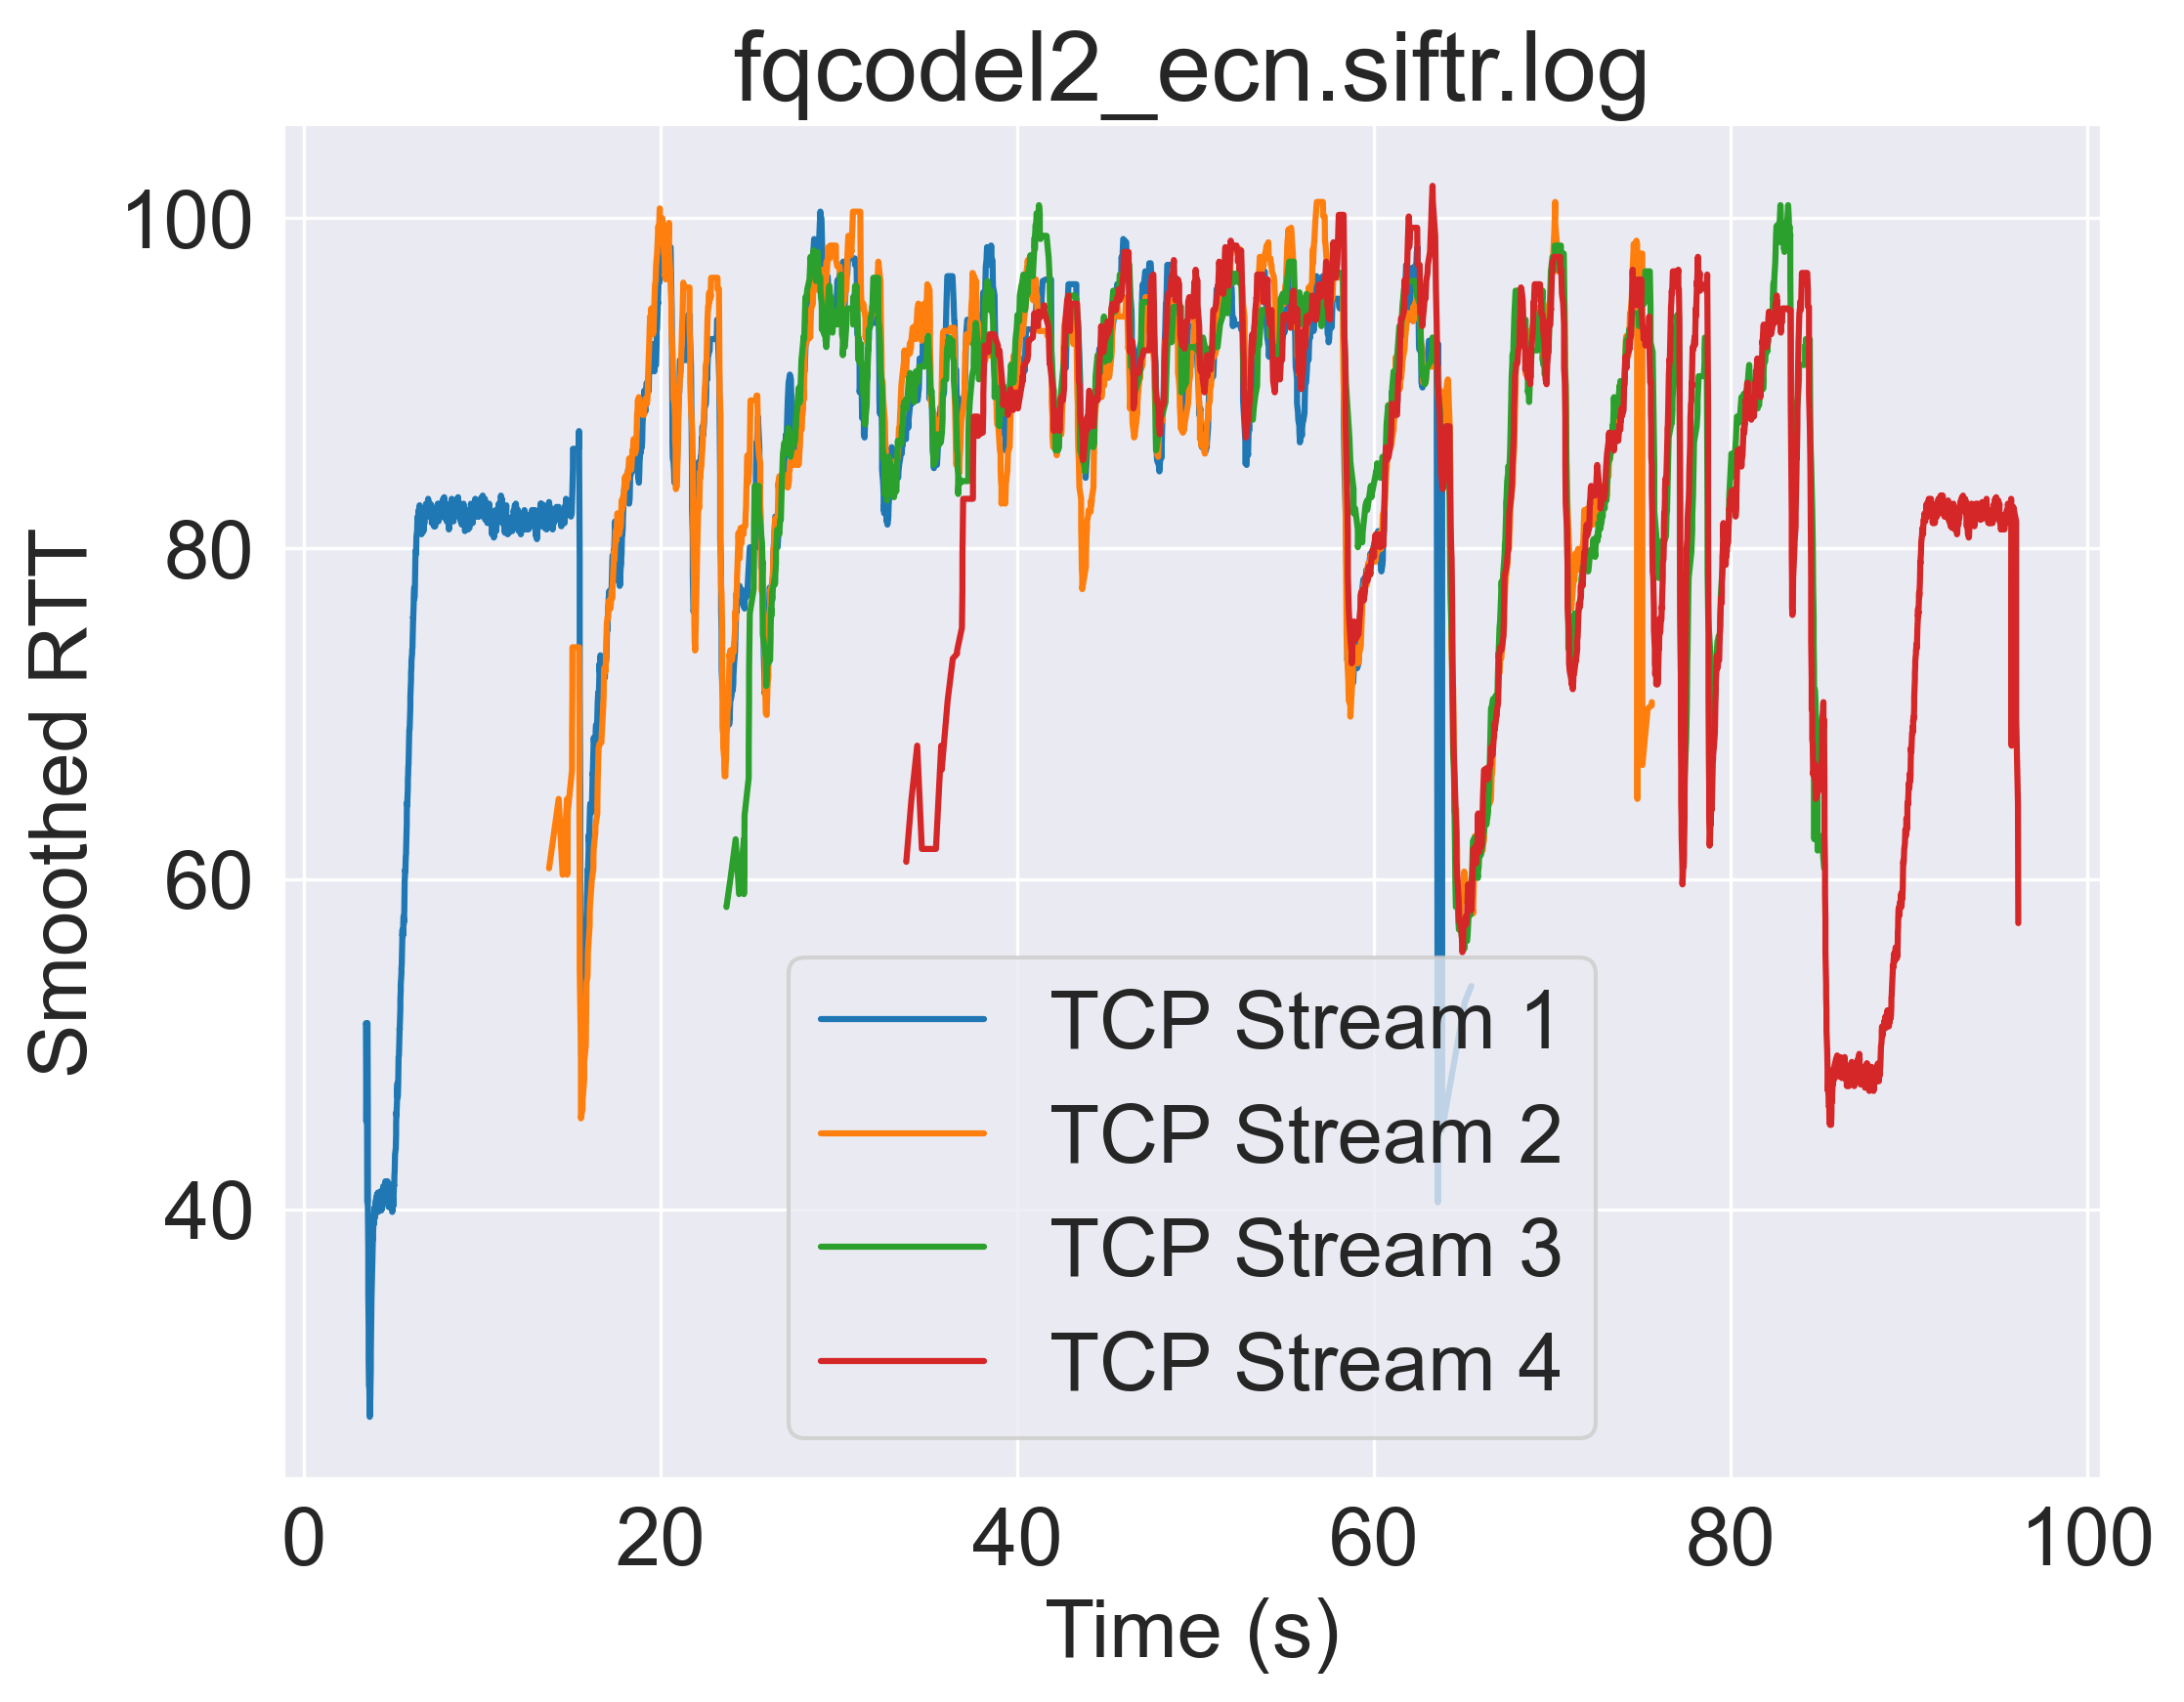 fqcodel2_ecn.siftr.log
100
80
60
40
Smoothed RTT
TCP Stream 1
TCP Stream 2
TCP Stream 3
TCP Stream 4
0 20 40 60 80 100
Time (s)